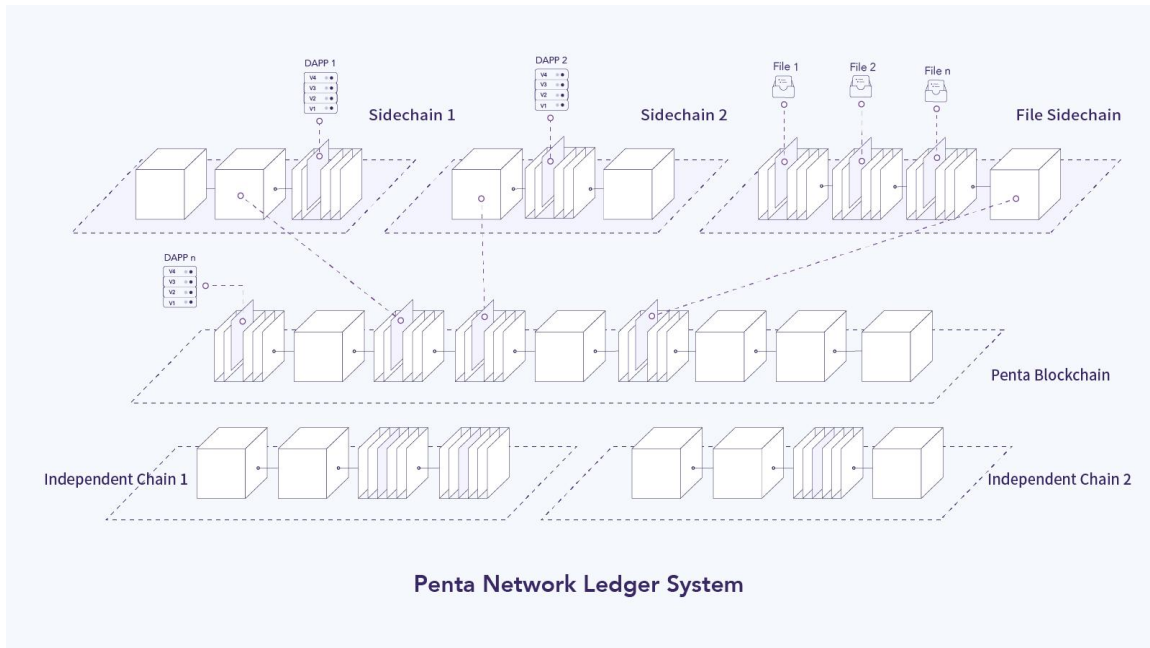 DAPP 1
V4
V3
V2
V1
Sidechain 1
DAPP 2
V4
V3
V2
V1
Sidechain 2
File 1
File 2
File n
File Sidechain
DAPP n
V4
V3
V2
V1
Penta Blockchain
Independent Chain 1
Independent Chain 2
Penta Network Ledger System